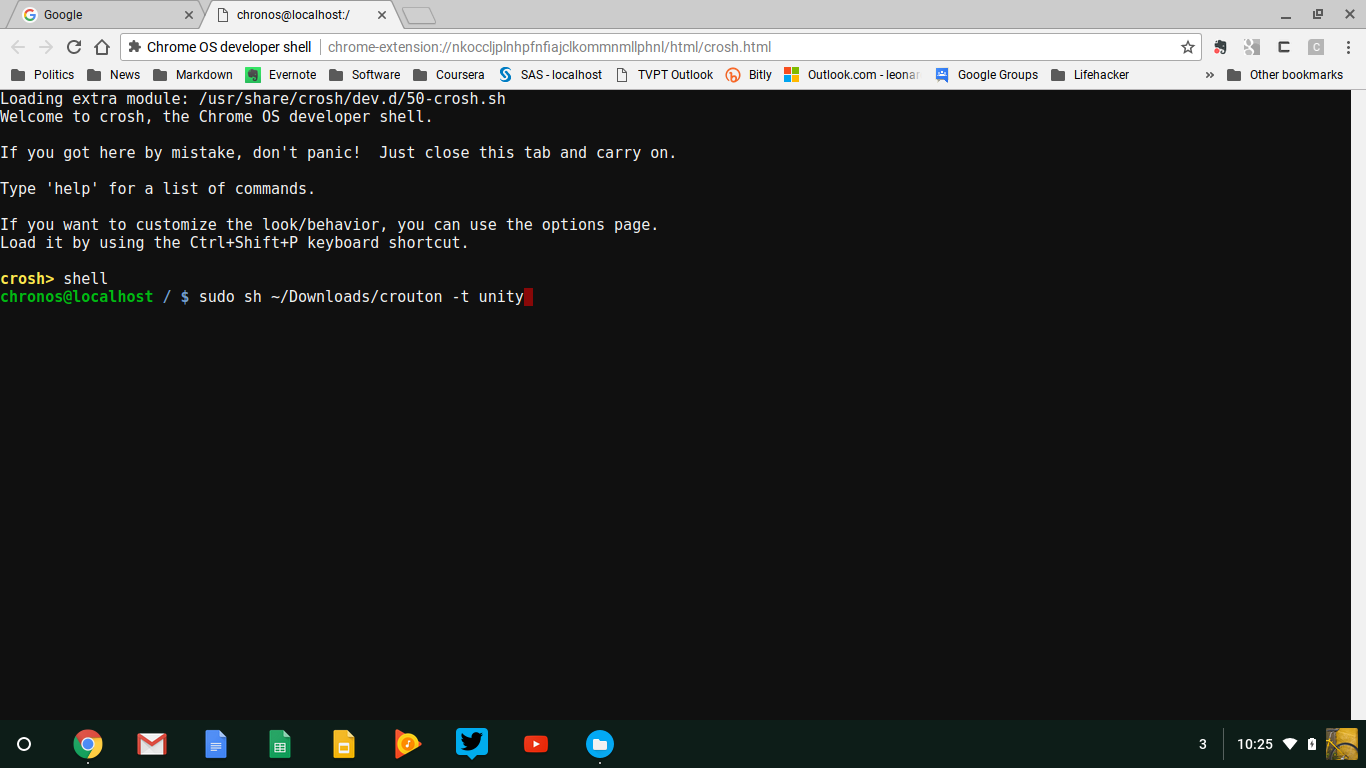 Google
chronos@localhost:/
Chrome OS developer shell
chrome-extension://nkoccljplnhpfnfiajclkommnmllphnl/html/crosh.html
C
Politics
News
Markdown
Evernote
Software
Coursera
SAS - localhost
TVPT Outlook
Bitly
Outlook.com - leonar
Google Groups
Lifehacker
»
Other bookmarks
Loading extra module: /usr/share/crosh/dev.d/50-crosh.sh
Welcome to crosh, the Chrome OS developer shell.
If you got here by mistake, don't panic!  Just close this tab and carry on.
Type 'help' for a list of commands.
If you want to customize the look/behavior, you can use the options page.
Load it by using the Ctrl+Shift+P keyboard shortcut.
crosh> shell
chronos@localhost / $ sudo sh ~/Downloads/crouton -t unity
3
10:25